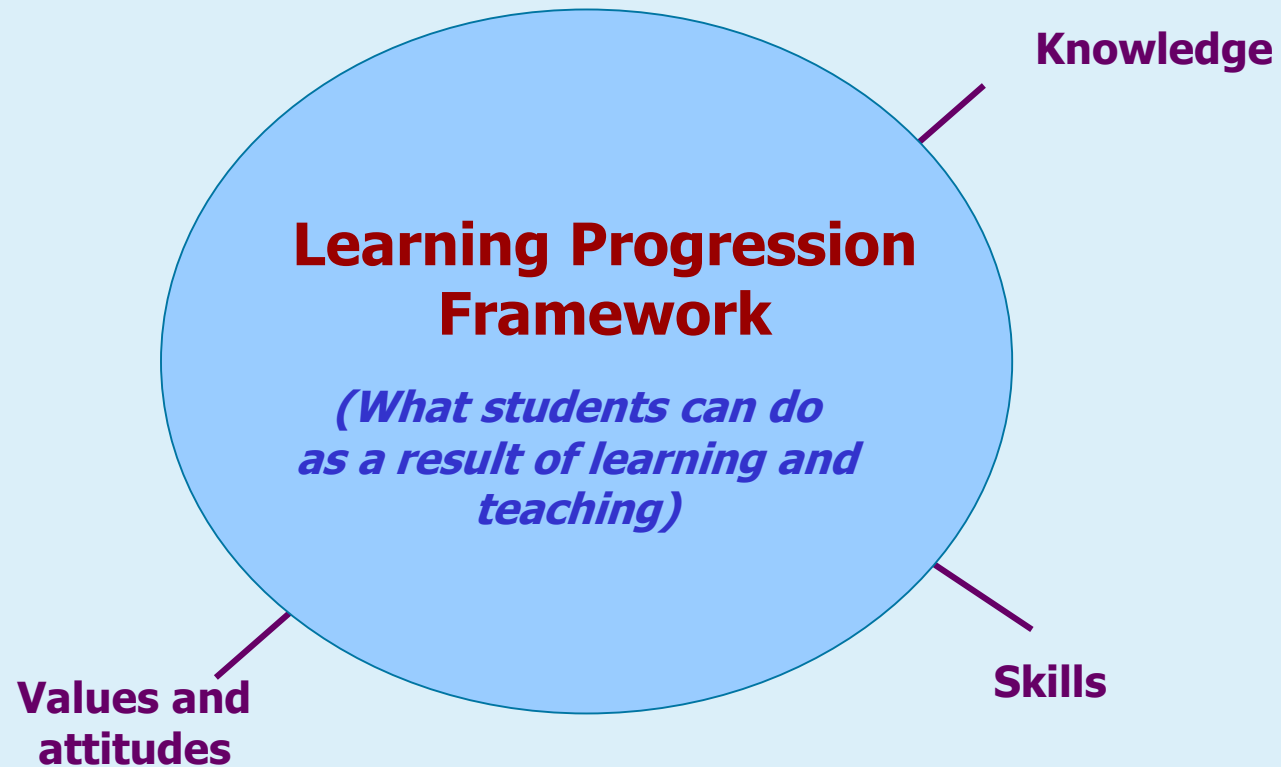 Knowledge
Learning Progression
Framework
(What students can do
as a result of learning and
teaching)
Skills
Values and
attitudes